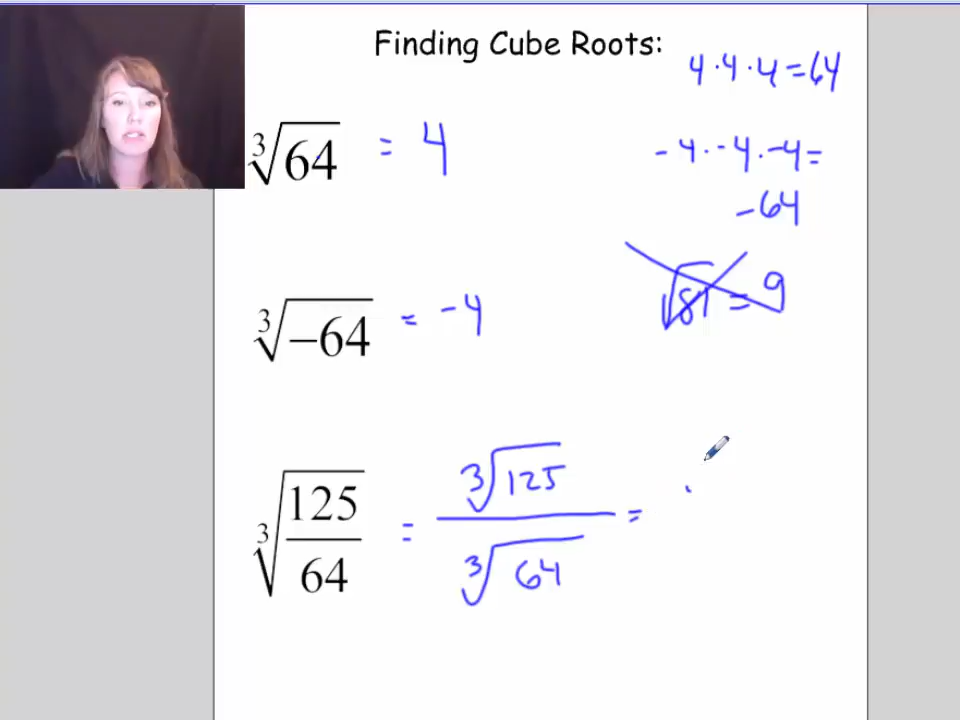 Finding Cube Roots:
4 · 4 · 4 = 64
∛64 = 4
-4 · -4 · -4 =
-64
√81 = 9
∛-64 = -4
∛(125/64) = ∛125 / ∛64 =